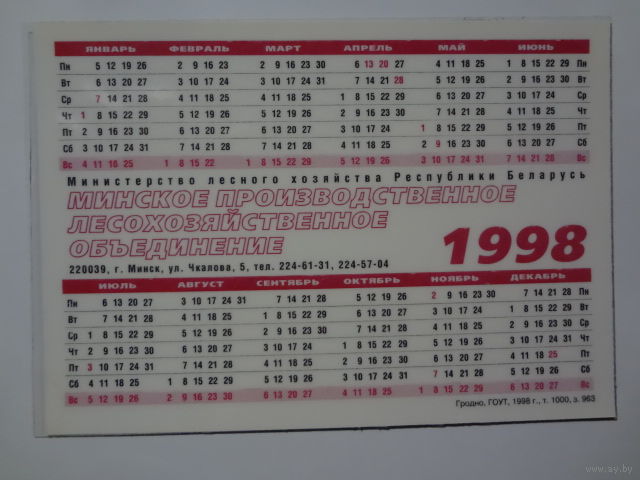 ЯНВАРЬ ФЕВРАЛЬ МАРТ АПРЕЛЬ МАЙ ИЮНЬ
Пн 5 12 19 26 2 9 16 23 2 9 16 23 30 6 13 20 27 4 11 18 25 1 8 15 22 29
Вт 6 13 20 27 3 10 17 24 3 10 17 24 31 7 14 21 28 5 12 19 26 2 9 16 23 30
Ср 7 14 21 28 4 11 18 25 4 11 18 25 1 8 15 22 29 6 13 20 27 3 10 17 24
Чт 1 8 15 22 29 5 12 19 26 5 12 19 26 2 9 16 23 30 7 14 21 28 4 11 18 25
Пт 2 9 16 23 30 6 13 20 27 6 13 20 27 3 10 17 24 1 8 15 22 29 5 12 19 26
Сб 3 10 17 24 31 7 14 21 28 7 14 21 28 4 11 18 25 2 9 16 23 30 6 13 20 27
Вс 4 11 18 25 1 8 15 22 1 8 15 22 29 5 12 19 26 3 10 17 24 31 7 14 21 28
Министерство лесного хозяйства Республики Беларусь
МИНСКОЕ ПРОИЗВОДСТВЕННОЕ
ЛЕСОХОЗЯЙСТВЕННОЕ
ОБЪЕДИНЕНИЕ 1998
220039, г. Минск, ул. Чкалова, 5, тел. 224-61-31, 224-57-04
ИЮЛЬ АВГУСТ СЕНТЯБРЬ ОКТЯБРЬ НОЯБРЬ ДЕКАБРЬ
Пн 6 13 20 27 3 10 17 24 31 7 14 21 28 5 12 19 26 2 9 16 23 30 7 14 21 28
Вт 7 14 21 28 4 11 18 25 1 8 15 22 29 6 13 20 27 3 10 17 24 1 8 15 22 29
Ср 1 8 15 22 29 5 12 19 26 2 9 16 23 30 7 14 21 28 4 11 18 25 2 9 16 23 30
Чт 2 9 16 23 30 6 13 20 27 3 10 17 24 1 8 15 22 29 5 12 19 26 3 10 17 24 31
Пт 3 10 17 24 31 7 14 21 28 4 11 18 25 2 9 16 23 30 6 13 20 27 4 11 18 25
Сб 4 11 18 25 1 8 15 22 29 5 12 19 26 3 10 17 24 31 7 14 21 28 5 12 19 26
Вс 5 12 19 26 2 9 16 23 30 6 13 20 27 4 11 18 25 1 8 15 22 29 6 13 20 27
Гродно, ГОУТ, 1998 г., т. 1000, з. 963
www.ay.by